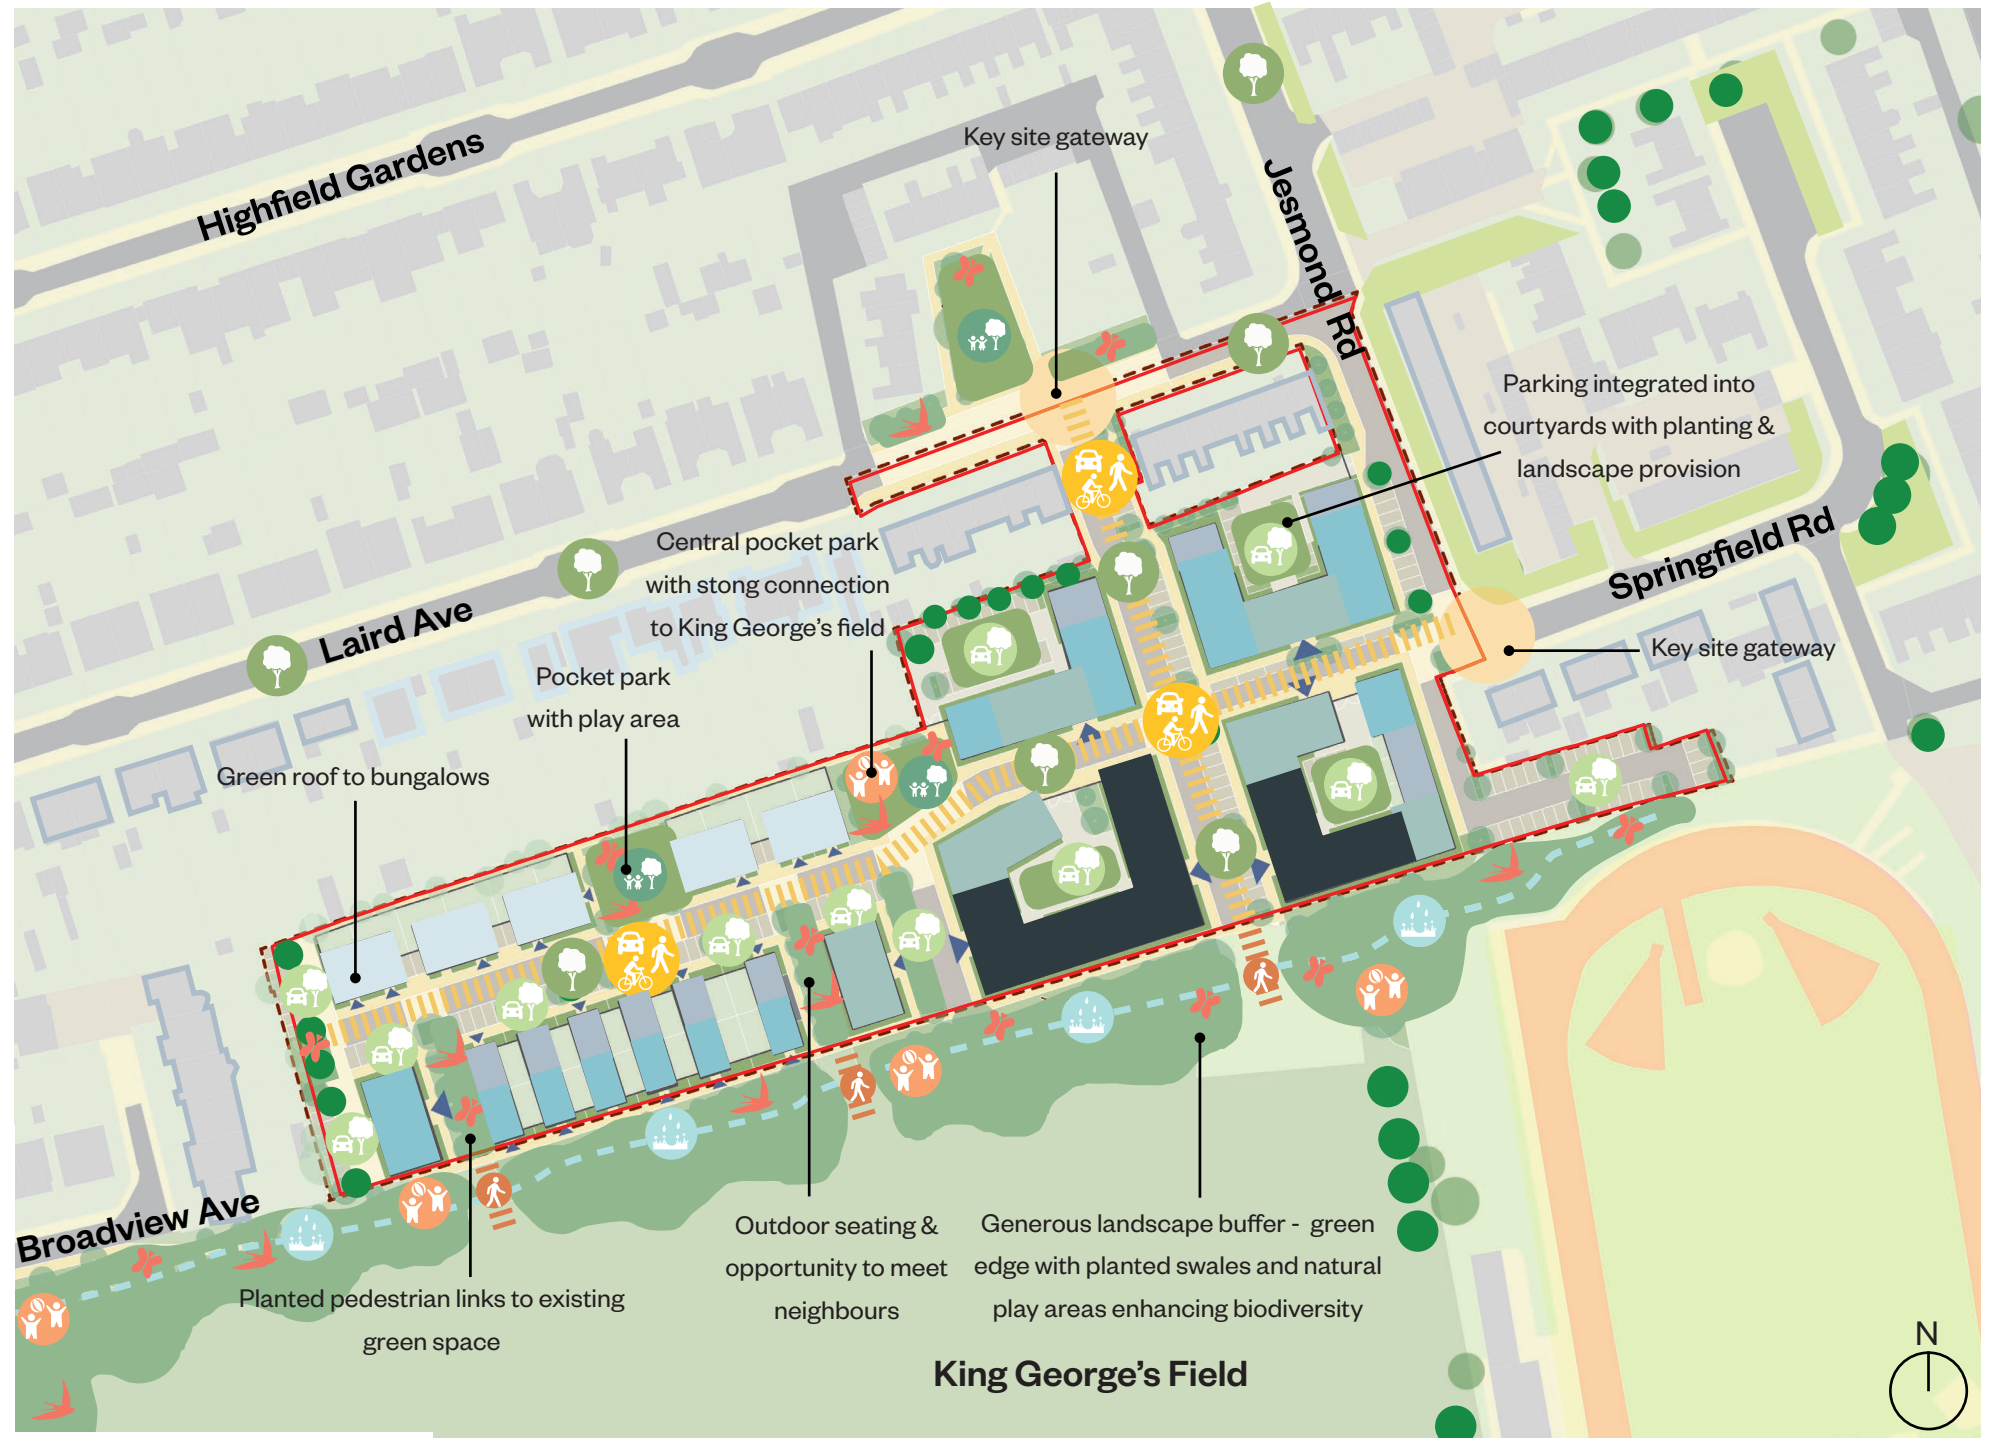 Key site gateway
Highfield Gardens
Jesmond Rd
Parking integrated into
courtyards with planting &
landscape provision
Central pocket park
with stong connection
to King George's field
Springfield Rd
Laird Ave
Key site gateway
Pocket park
with play area
Green roof to bungalows
Broadview Ave
Outdoor seating &
opportunity to meet
neighbours
Generous landscape buffer - green
edge with planted swales and natural
play areas enhancing biodiversity
Planted pedestrian links to existing
green space
King George's Field
N